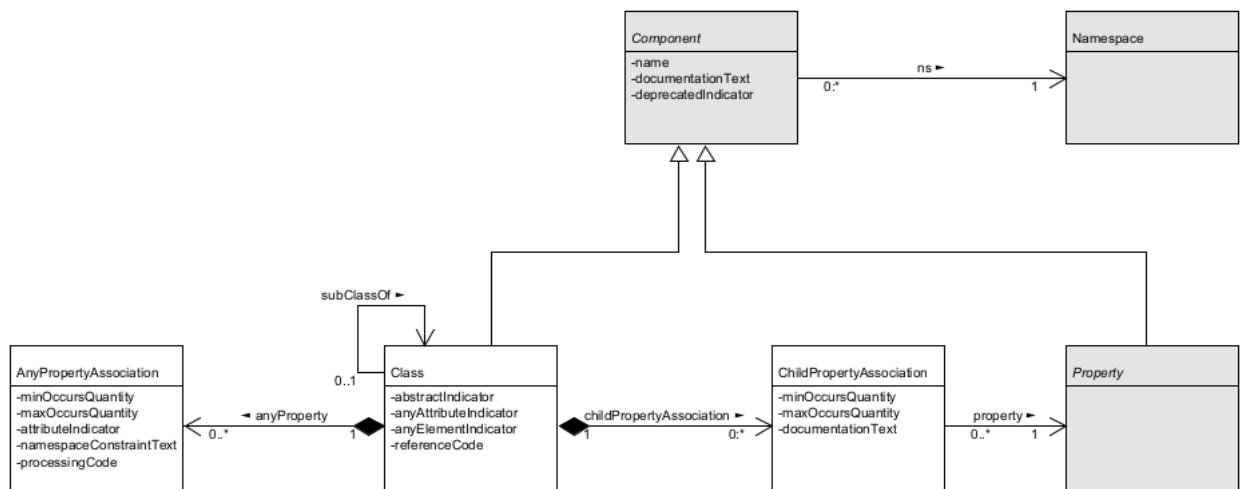 Component
-name
-documentationText
-deprecatedIndicator
ns ►
0:*
1
Namespace
subClassOf ►
0..1
AnyPropertyAssociation
-minOccursQuantity
-maxOccursQuantity
-attributeIndicator
-namespaceConstraintText
-processingCode
◄ anyProperty
0..*
1
Class
-abstractIndicator
-anyAttributeIndicator
-anyElementIndicator
-referenceCode
childPropertyAssociation ►
1
0:*
ChildPropertyAssociation
-minOccursQuantity
-maxOccursQuantity
-documentationText
property ►
0..*
1
Property